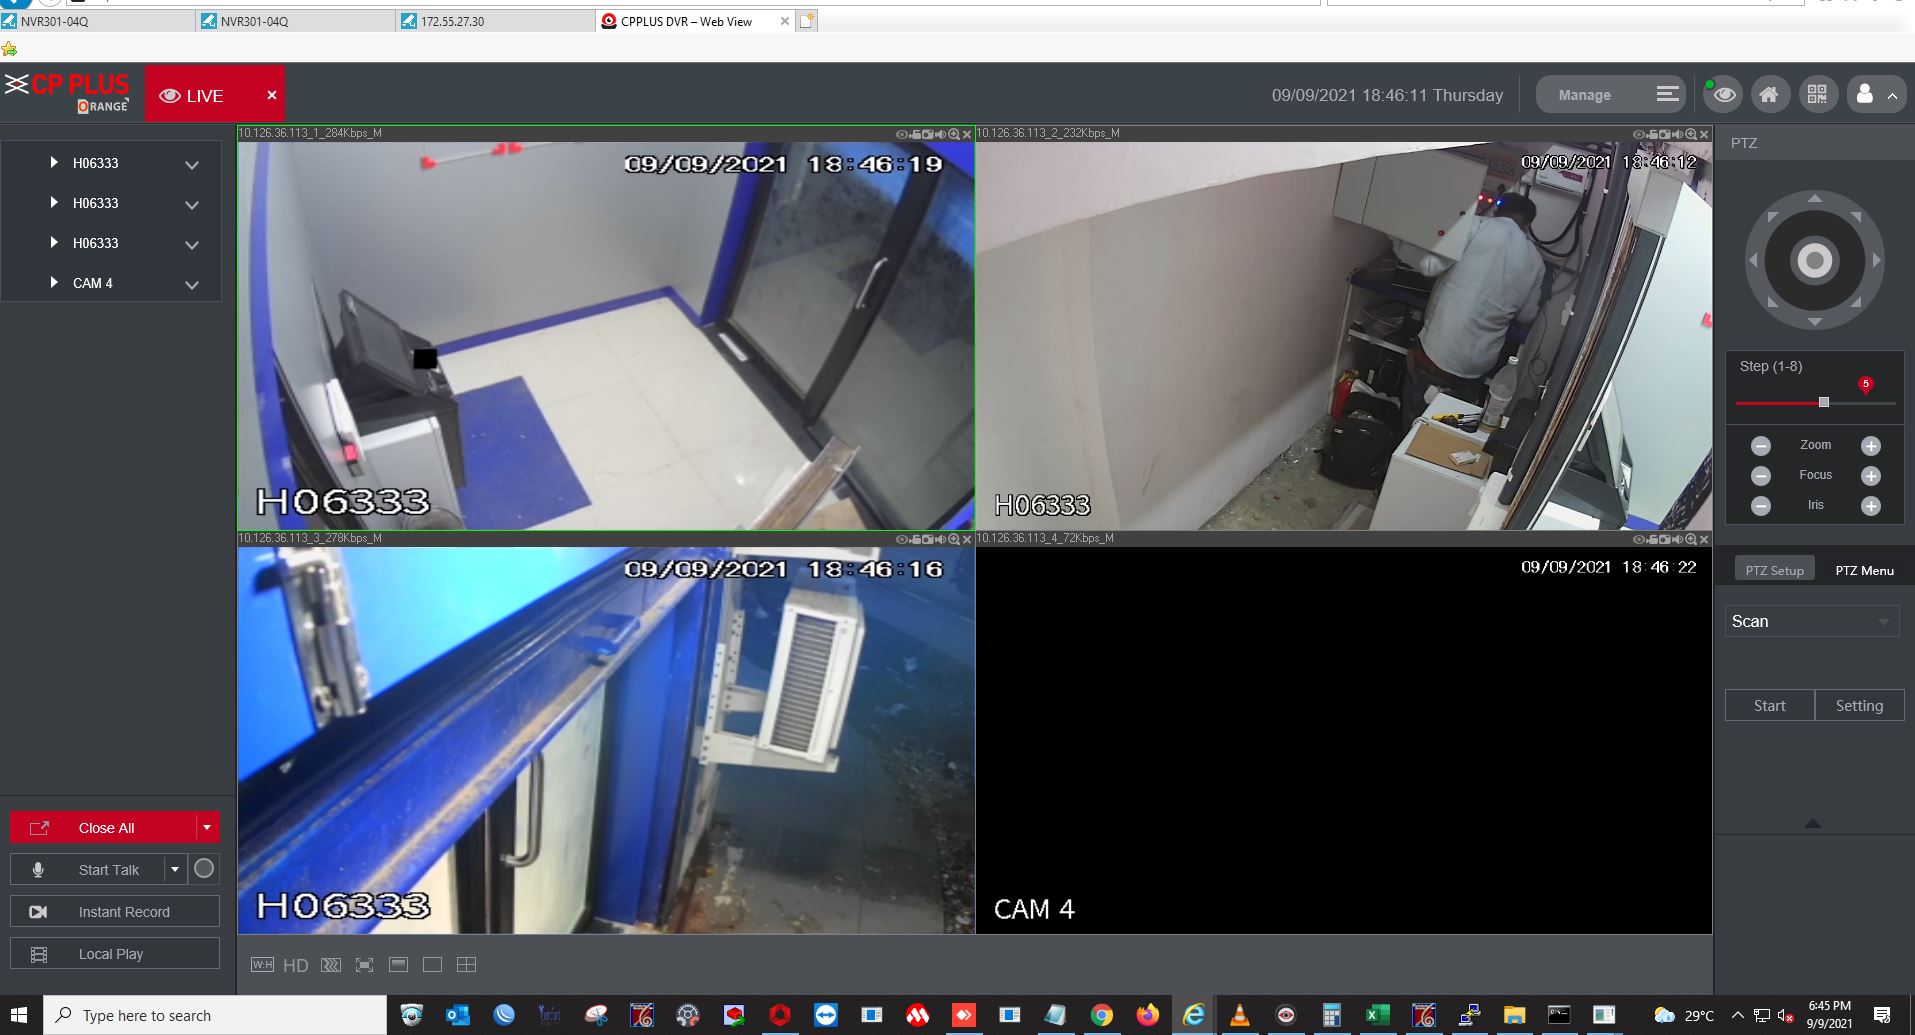 NVR301-04Q
NVR301-04Q
172.55.27.30
CPPLUS DVR – Web View
CP PLUS
ORANGE
LIVE
09/09/2021 18:46:11 Thursday
Manage
H06333
H06333
H06333
CAM 4
10.126.36.113_1_284Kbps_M
09/09/2021 18:46:19
H06333
10.126.36.113_2_232Kbps_M
09/09/2021 18:46:12
H06333
10.126.36.113_3_278Kbps_M
09/09/2021 18:46:16
H06333
10.126.36.113_4_72Kbps_M
09/09/2021 18:46:22
CAM 4
PTZ
Step (1-8)
5
Zoom
Focus
Iris
PTZ Setup
PTZ Menu
Scan
Start
Setting
Close All
Start Talk
Instant Record
Local Play
W:H
HD
Type here to search
29°C
6:45 PM
9/9/2021